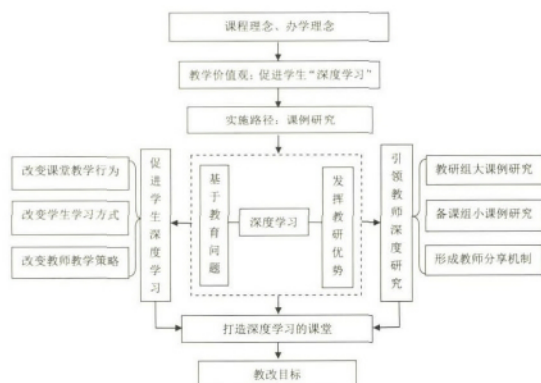 课程理念、办学理念
教学价值观：促进学生“深度学习”
实施路径：课例研究
改变课堂教学行为
改变学生学习方式
改变教师教学策略
促进学生深度学习
基于教育问题
深度学习
发挥教研优势
引领教师深度研究
教研组大课例研究
备课组小课例研究
形成教师分享机制
打造深度学习的课堂
教改目标